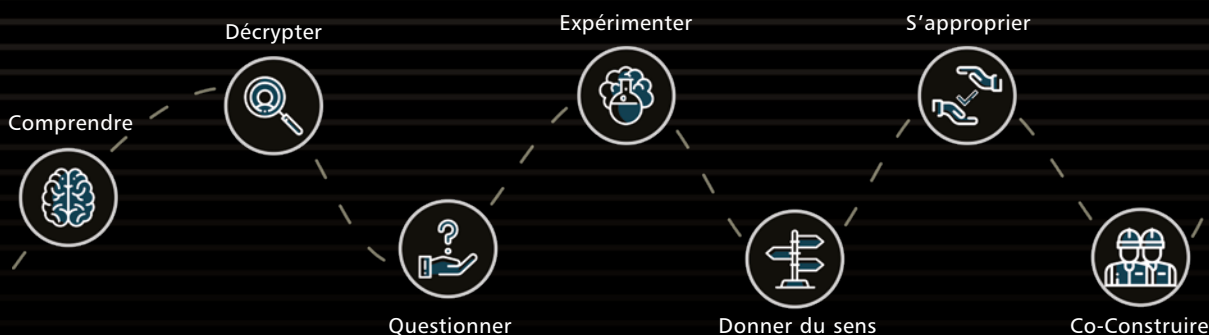 Comprendre
Décrypter
Questionner
Expérimenter
Donner du sens
S’approprier
Co-Construire